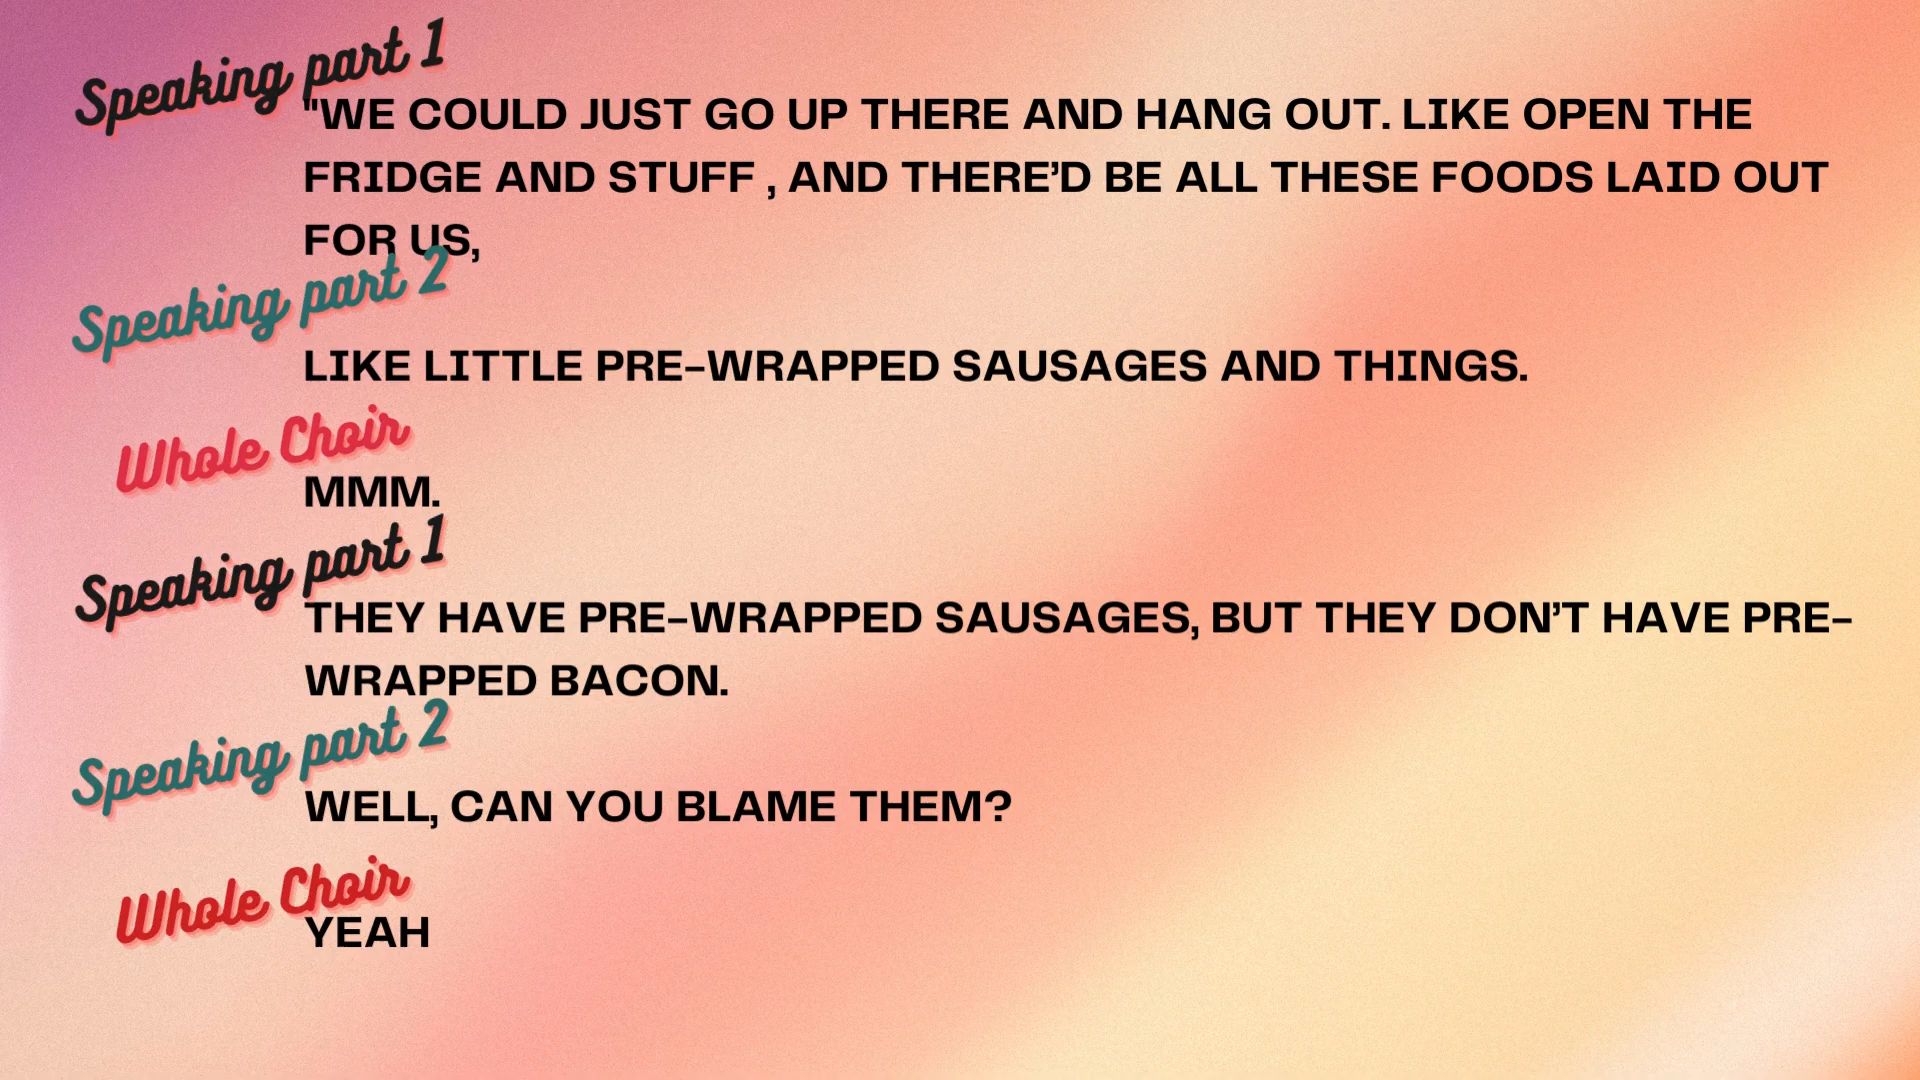 Speaking part 1
"WE COULD JUST GO UP THERE AND HANG OUT. LIKE OPEN THE
FRIDGE AND STUFF , AND THERE’D BE ALL THESE FOODS LAID OUT
FOR US,
Speaking part 2
LIKE LITTLE PRE–WRAPPED SAUSAGES AND THINGS.
Whole Choir
MMM.
Speaking part 1
THEY HAVE PRE–WRAPPED SAUSAGES, BUT THEY DON’T HAVE PRE–
WRAPPED BACON.
Speaking part 2
WELL, CAN YOU BLAME THEM?
Whole Choir
YEAH